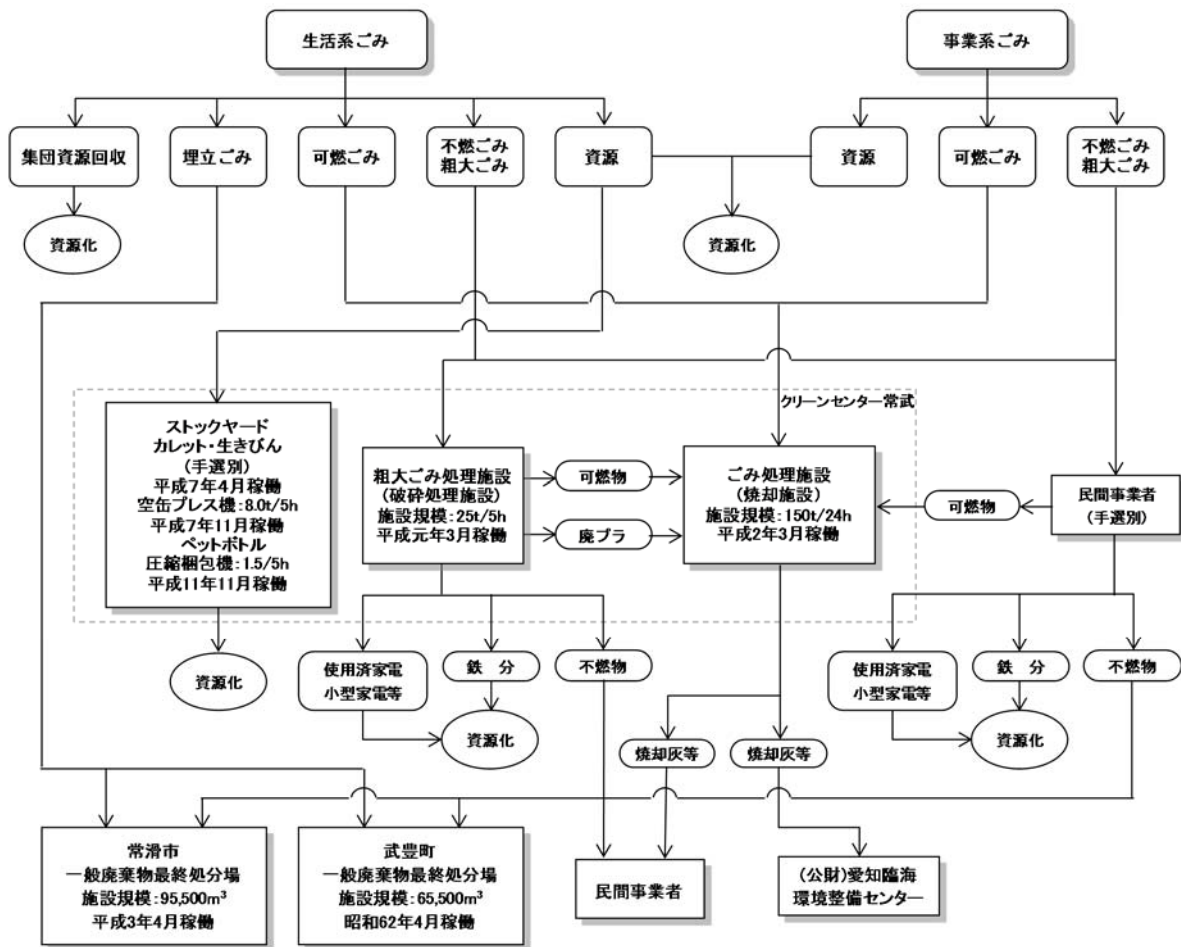 生活系ごみ
事業系ごみ
集団資源回収
埋立ごみ
可燃ごみ
不燃ごみ
粗大ごみ
資源
資源
可燃ごみ
不燃ごみ
粗大ごみ
資源化
資源化
クリーンセンター常武
ストックヤード
カレット・生きびん
(手選別)
平成7年4月稼働
空缶プレス機:8.0t/5h
平成7年11月稼働
ペットボトル
圧縮梱包機:1.5/5h
平成11年11月稼働
粗大ごみ処理施設
(破砕処理施設)
施設規模:25t/5h
平成元年3月稼働
可燃物
廃プラ
ごみ処理施設
(焼却施設)
施設規模:150t/24h
平成2年3月稼働
可燃物
民間事業者
(手選別)
資源化
使用済家電
小型家電等
鉄 分
不燃物
資源化
使用済家電
小型家電等
鉄 分
不燃物
資源化
焼却灰等
焼却灰等
常滑市
一般廃棄物最終処分場
施設規模:95,500m³
平成3年4月稼働
武豊町
一般廃棄物最終処分場
施設規模:65,500m³
昭和62年4月稼働
民間事業者
(公財)愛知臨海
環境整備センター